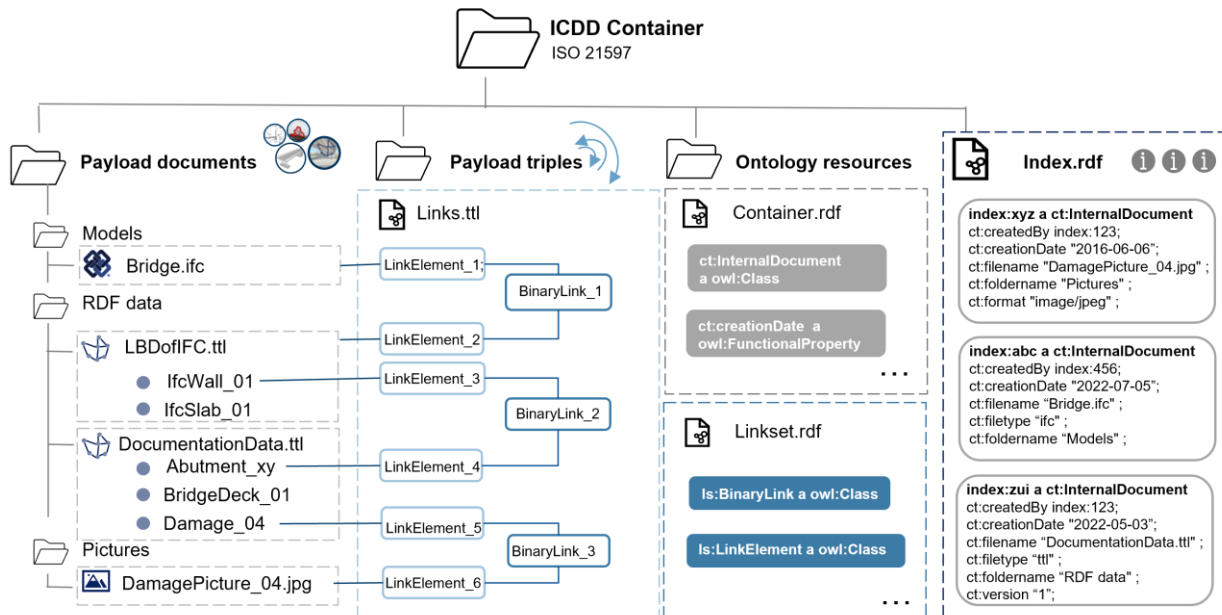 ICDD Container
ISO 21597
Payload documents
Models
Bridge.ifc
RDF data
LBDofIFC.ttl
IfcWall_01
IfcSlab_01
DocumentationData.ttl
Abutment_xy
BridgeDeck_01
Damage_04
Pictures
DamagePicture_04.jpg
Payload triples
Links.ttl
LinkElement_1;
BinaryLink_1
LinkElement_2
LinkElement_3
BinaryLink_2
LinkElement_4
LinkElement_5
BinaryLink_3
LinkElement_6
Ontology resources
Container.rdf
ct:InternalDocument
a owl:Class
ct:creationDate a
owl:FunctionalProperty
...
Linkset.rdf
ls:BinaryLink a owl:Class
ls:LinkElement a owl:Class
...
Index.rdf
i i i
index:xyz a ct:InternalDocument
ct:createdBy index:123;
ct:creationDate "2016-06-06";
ct:filename "DamagePicture_04.jpg" ;
ct:foldername "Pictures" ;
ct:format "image/jpeg" ;
index:abc a ct:InternalDocument
ct:createdBy index:456;
ct:creationDate "2022-07-05";
ct:filename “Bridge.ifc" ;
ct:filetype “ifc" ;
ct:foldername “Models" ;
index:zui a ct:InternalDocument
ct:createdBy index:123;
ct:creationDate "2022-05-03”;
ct:filename “DocumentationData.ttl" ;
ct:filetype “ttl" ;
ct:foldername “RDF data" ;
ct:version “1”;